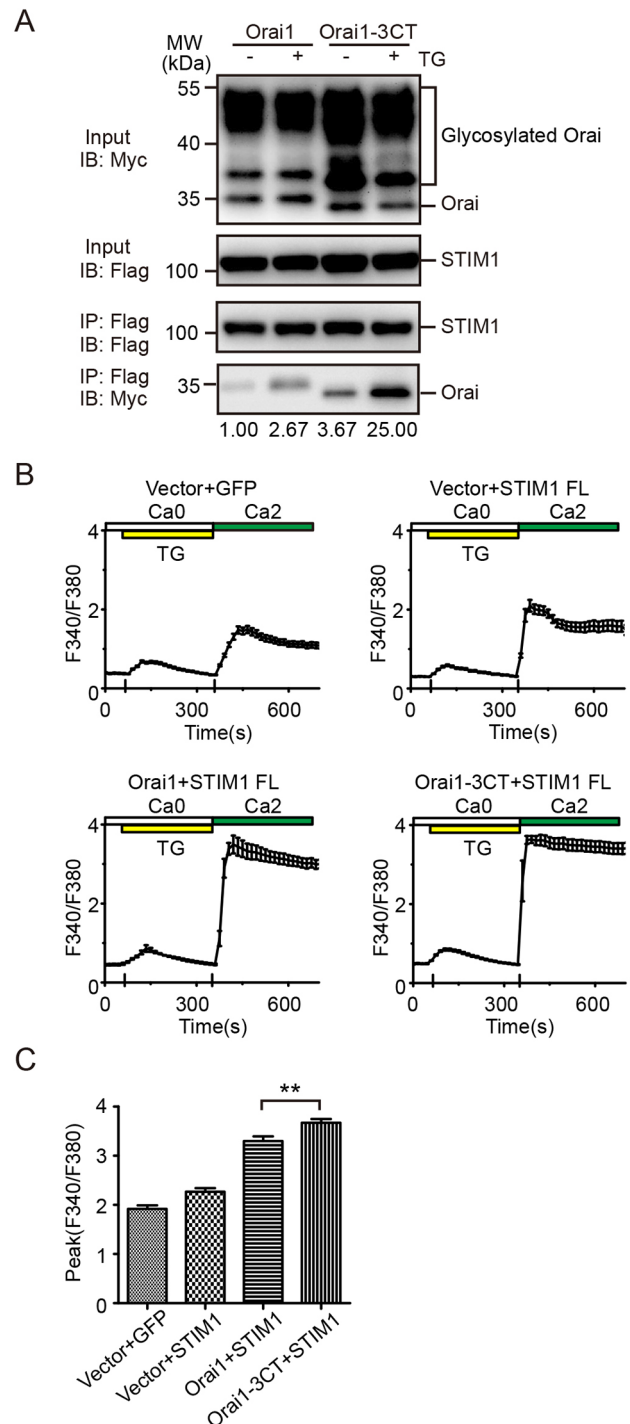 A
Orai1 Orai1-3CT
MW
(kDa)
- + - + TG
55
40
35
Input
IB: Myc
Glycosylated Orai
Orai
Input
IB: Flag
100
STIM1
IP: Flag
IB: Flag
100
STIM1
IP: Flag
IB: Myc
35
Orai
1.00 2.67 3.67 25.00
B
Vector+GFP
Ca0 Ca2
TG
F340/F380
4
2
0
0 300 600
Time(s)
Vector+STIM1 FL
Ca0 Ca2
TG
F340/F380
4
2
0
0 300 600
Time(s)
Orai1+STIM1 FL
Ca0 Ca2
TG
F340/F380
4
2
0
0 300 600
Time(s)
Orai1-3CT+STIM1 FL
Ca0 Ca2
TG
F340/F380
4
2
0
0 300 600
Time(s)
C
**
Peak(F340/F380)
4
3
2
1
0
Vector+GFP
Vector+STIM1
Orai1+STIM1
Orai1-3CT+STIM1